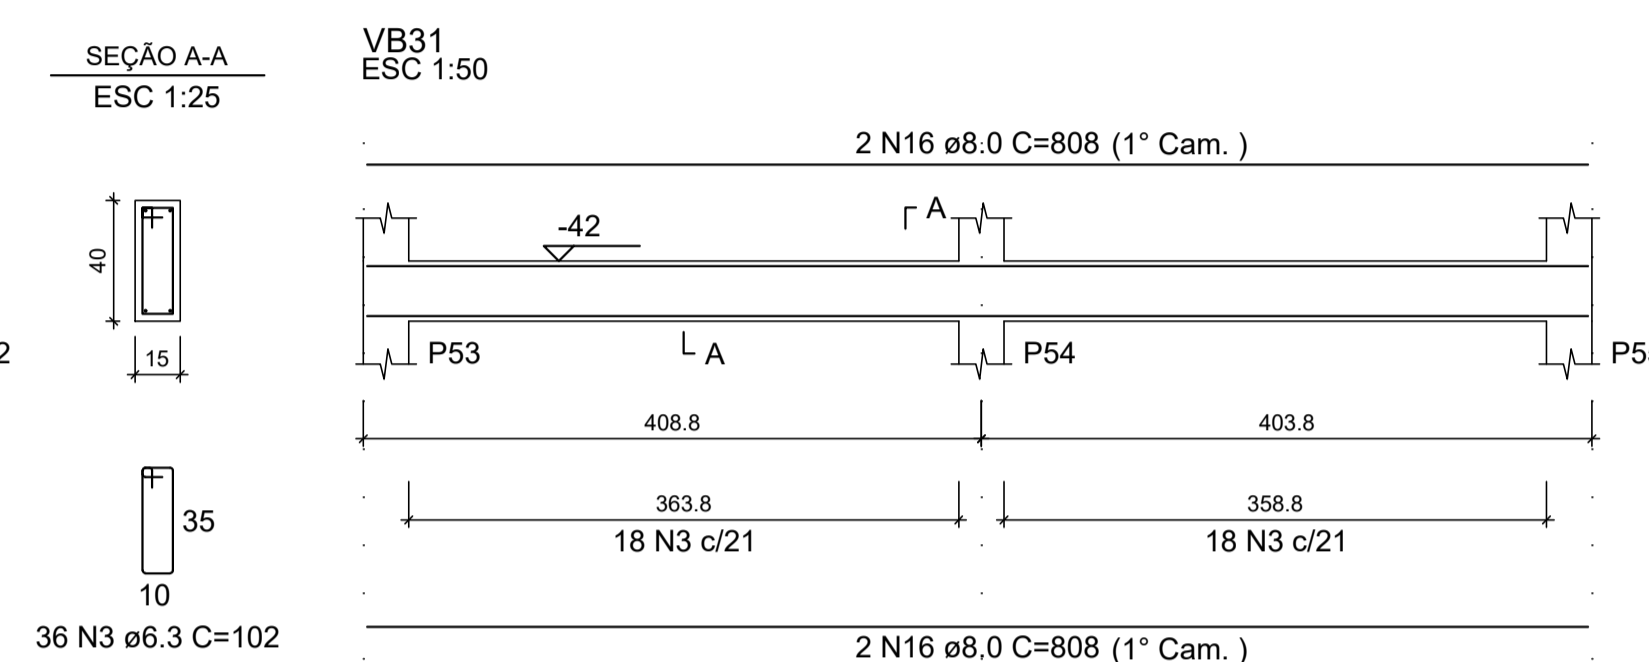 SEÇÃO A-A
ESC 1:25
VB31
ESC 1:50
2 N16 ø8.0 C=808 (1° Cam. )
40
15
-42
A
A
P53
P54
408.8
403.8
363.8
358.8
18 N3 c/21
18 N3 c/21
35
10
36 N3 ø6.3 C=102
2 N16 ø8.0 C=808 (1° Cam. )